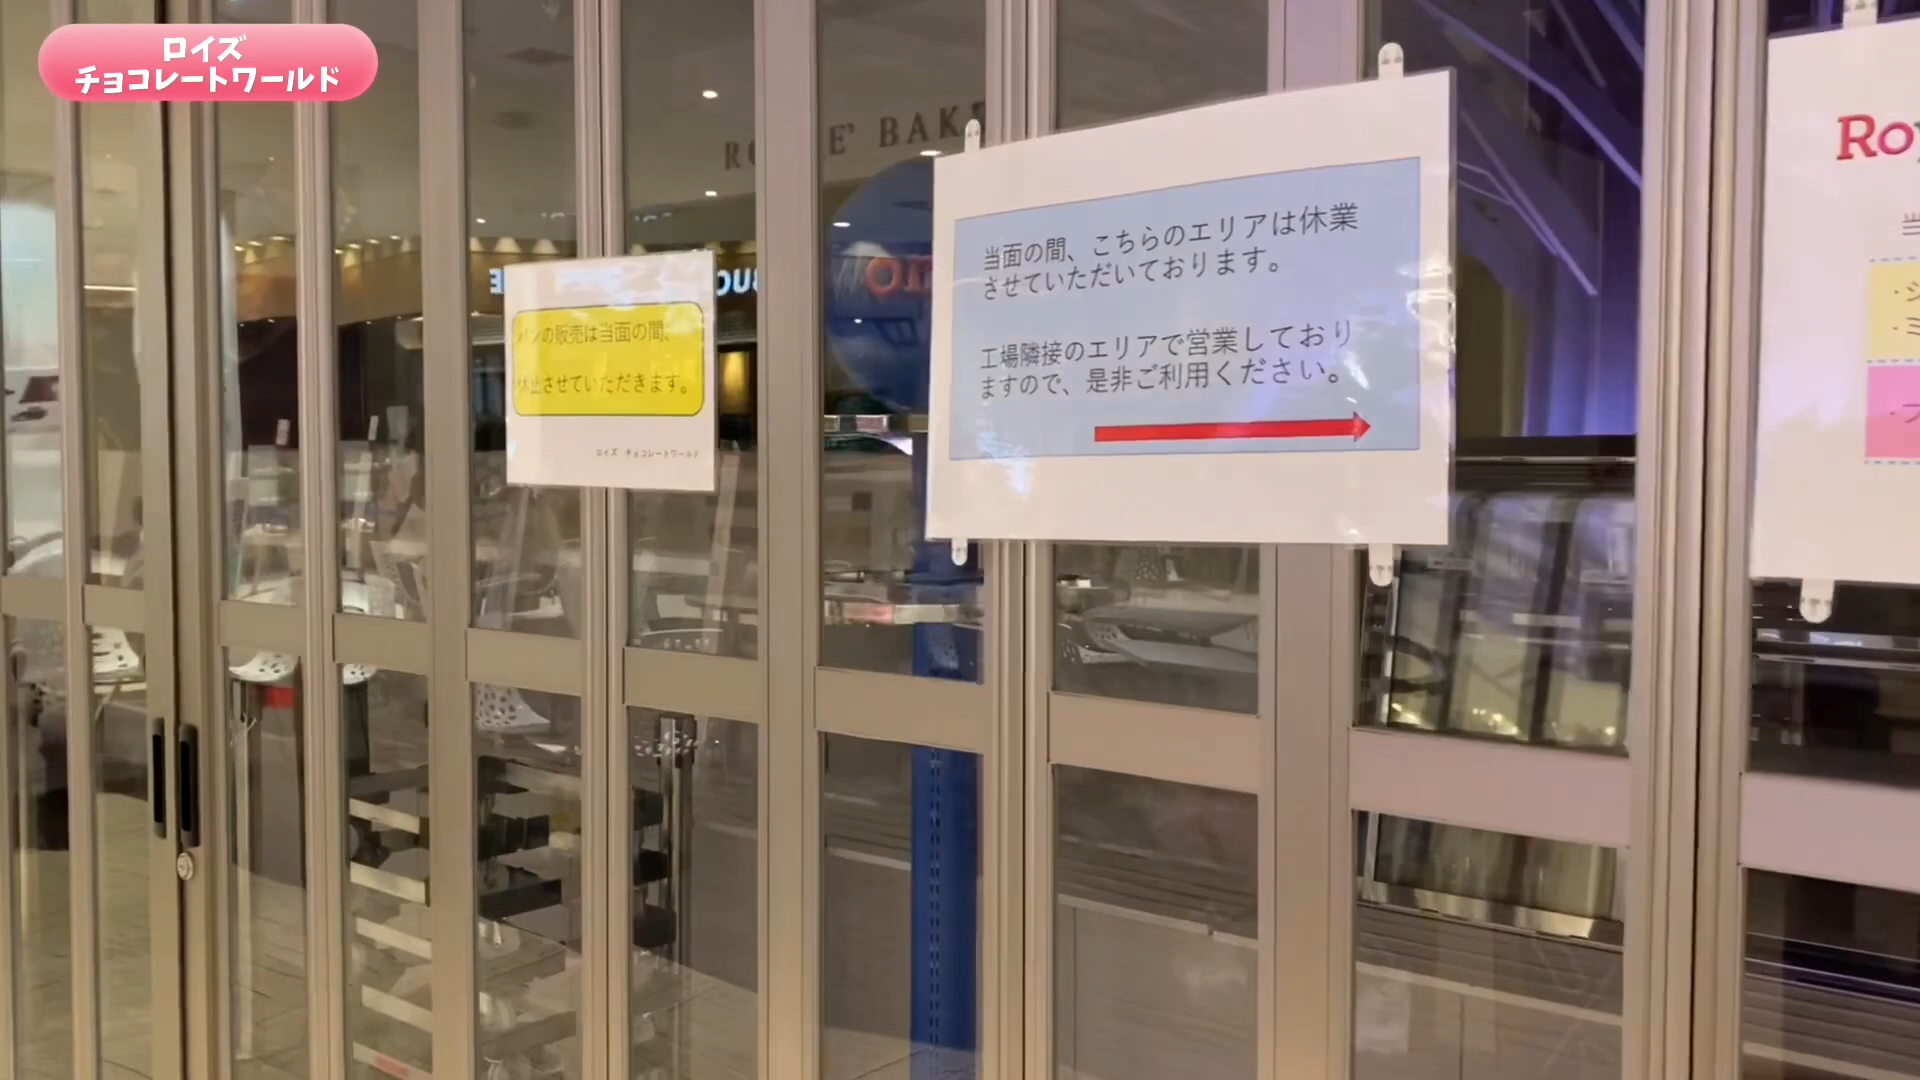 ロイズ
チョコレートワールド
BAK
当面の間、こちらのエリアは休業
させていただいております。
工場隣接のエリアで営業しており
ますので、是非ご利用ください。
パンの販売は当面の間、
休止させていただきます。
ロイズ チョコレートワールド
Ro